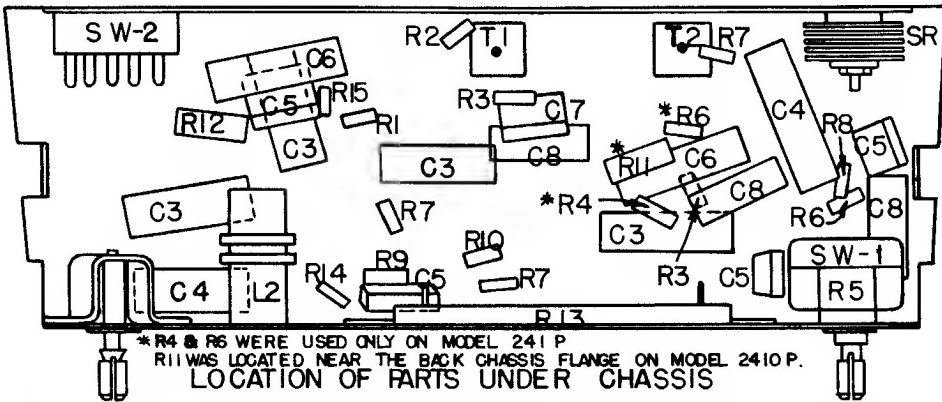 SW-2
C6
R2
T1
T2
R7
SR
R15
C5
R12
R1
C3
R3
C7
C8
C3
*R6
C4
R8
C5
*R11
C6
C8
*R4
C3
R3
R6
C8
C3
R7
R10
R7
C5
SW-1
R5
C4
L2
R14
R9
C5
R13
* R4 & R6 WERE USED ONLY ON MODEL 241 P
R11 WAS LOCATED NEAR THE BACK CHASSIS FLANGE ON MODEL 2410 P.
LOCATION OF PARTS UNDER CHASSIS